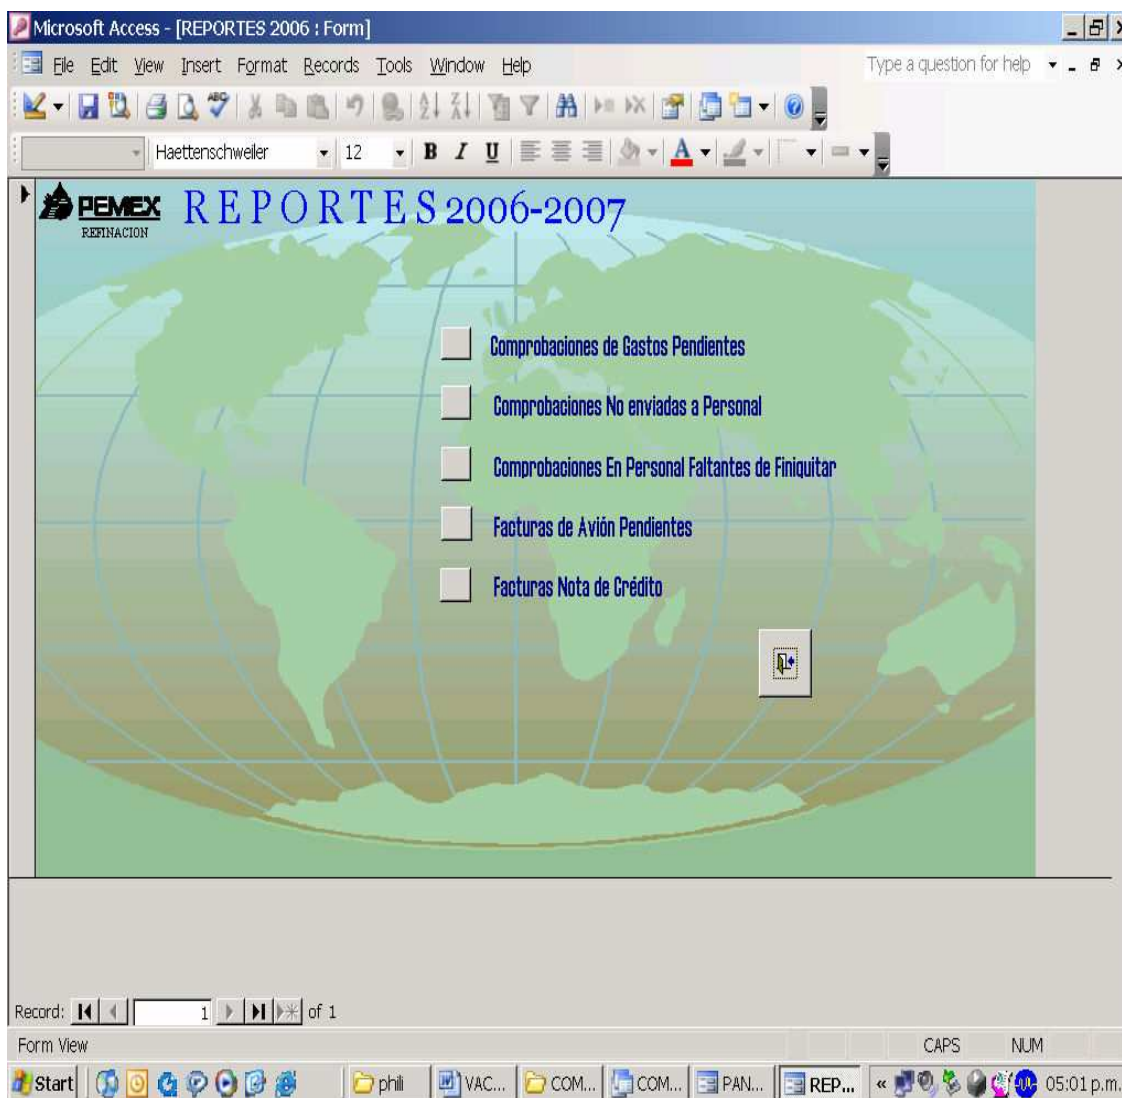 Microsoft Access - [REPORTES 2006 : Form]
File Edit View Insert Format Records Tools Window Help Type a question for help
Haettenschweiler 12 B I U A
PEMEX REPORTES 2006-2007
REFINACION
Comprobaciones de Gastos Pendientes
Comprobaciones No enviadas a Personal
Comprobaciones En Personal Faltantes de Finiquitar
Facturas de Avión Pendientes
Facturas Nota de Crédito
Record: 1 of 1
Form View CAPS NUM
Start phili VAC... COM... COM... PAN... REP... « 05:01 p.m.